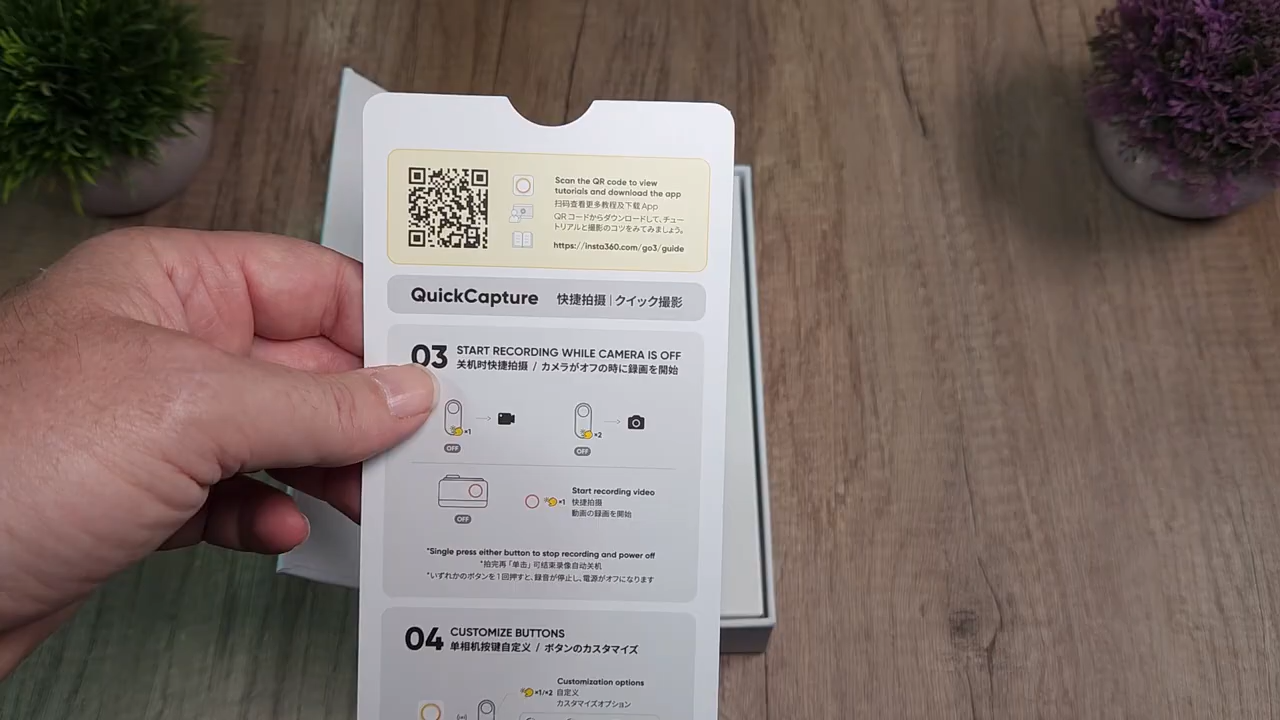 Scan the QR code to view
tutorials and download the app
扫码查看更多教程及下载 App
QR コードからダウンロードして、チュー
トリアルと撮影のコツをみてみましょう。
https://insta360.com/go3/guide
QuickCapture 快捷拍摄 | クイック撮影
03 START RECORDING WHILE CAMERA IS OFF
关机时快捷拍摄 / カメラがオフの時に録画を開始
×1
×2
OFF
OFF
×1
Start recording video
快捷拍摄
動画の録画を開始
OFF
*Single press either button to stop recording and power off
*拍完再「单击」可结束录像自动关机
*いずれかのボタンを1回押すと、録音が停止し、電源がオフになります
04 CUSTOMIZE BUTTONS
单相机按键自定义 / ボタンのカスタマイズ
Customization options
×1/×2 自定义
カスタマイズオプション